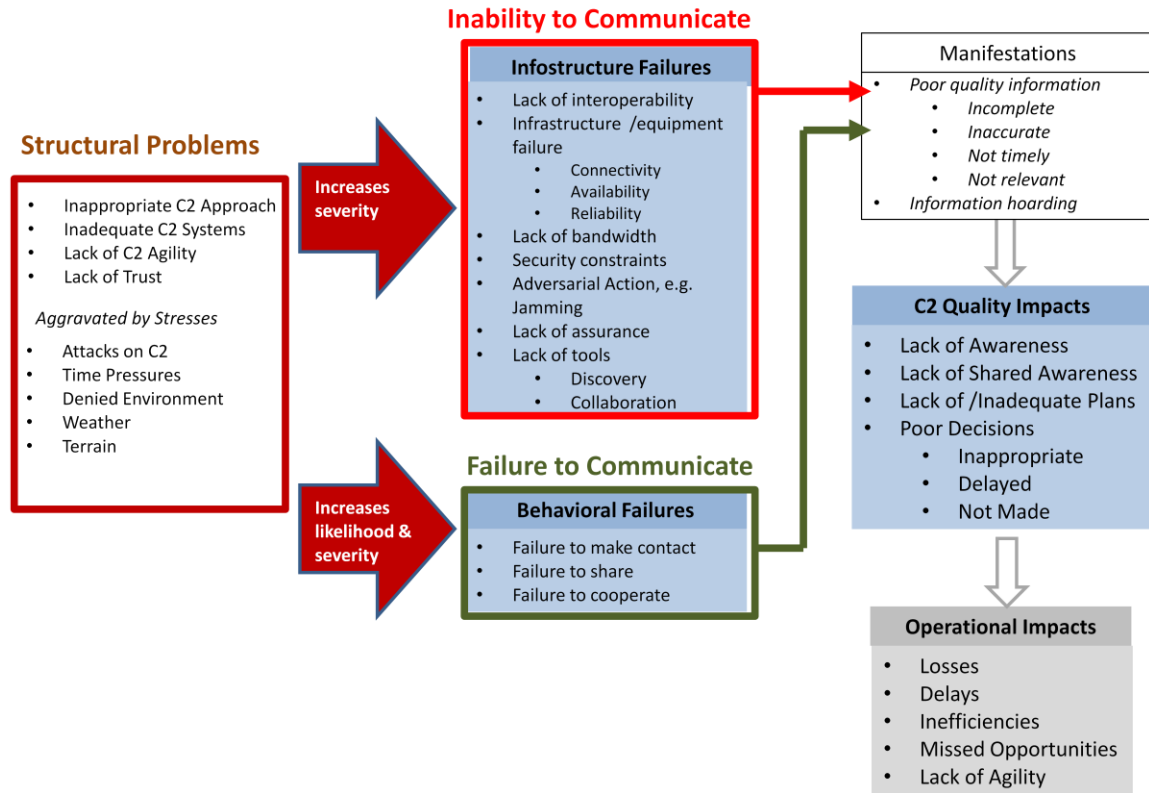 Structural Problems
• Inappropriate C2 Approach
• Inadequate C2 Systems
• Lack of C2 Agility
• Lack of Trust
Aggravated by Stresses
• Attacks on C2
• Time Pressures
• Denied Environment
• Weather
• Terrain
Increases
severity
Increases
likelihood &
severity
Inability to Communicate
Infostructure Failures
• Lack of interoperability
• Infrastructure /equipment
failure
• Connectivity
• Availability
• Reliability
• Lack of bandwidth
• Security constraints
• Adversarial Action, e.g.
Jamming
• Lack of assurance
• Lack of tools
• Discovery
• Collaboration
Failure to Communicate
Behavioral Failures
• Failure to make contact
• Failure to share
• Failure to cooperate
Manifestations
• Poor quality information
• Incomplete
• Inaccurate
• Not timely
• Not relevant
• Information hoarding
C2 Quality Impacts
• Lack of Awareness
• Lack of Shared Awareness
• Lack of /Inadequate Plans
• Poor Decisions
• Inappropriate
• Delayed
• Not Made
Operational Impacts
• Losses
• Delays
• Inefficiencies
• Missed Opportunities
• Lack of Agility